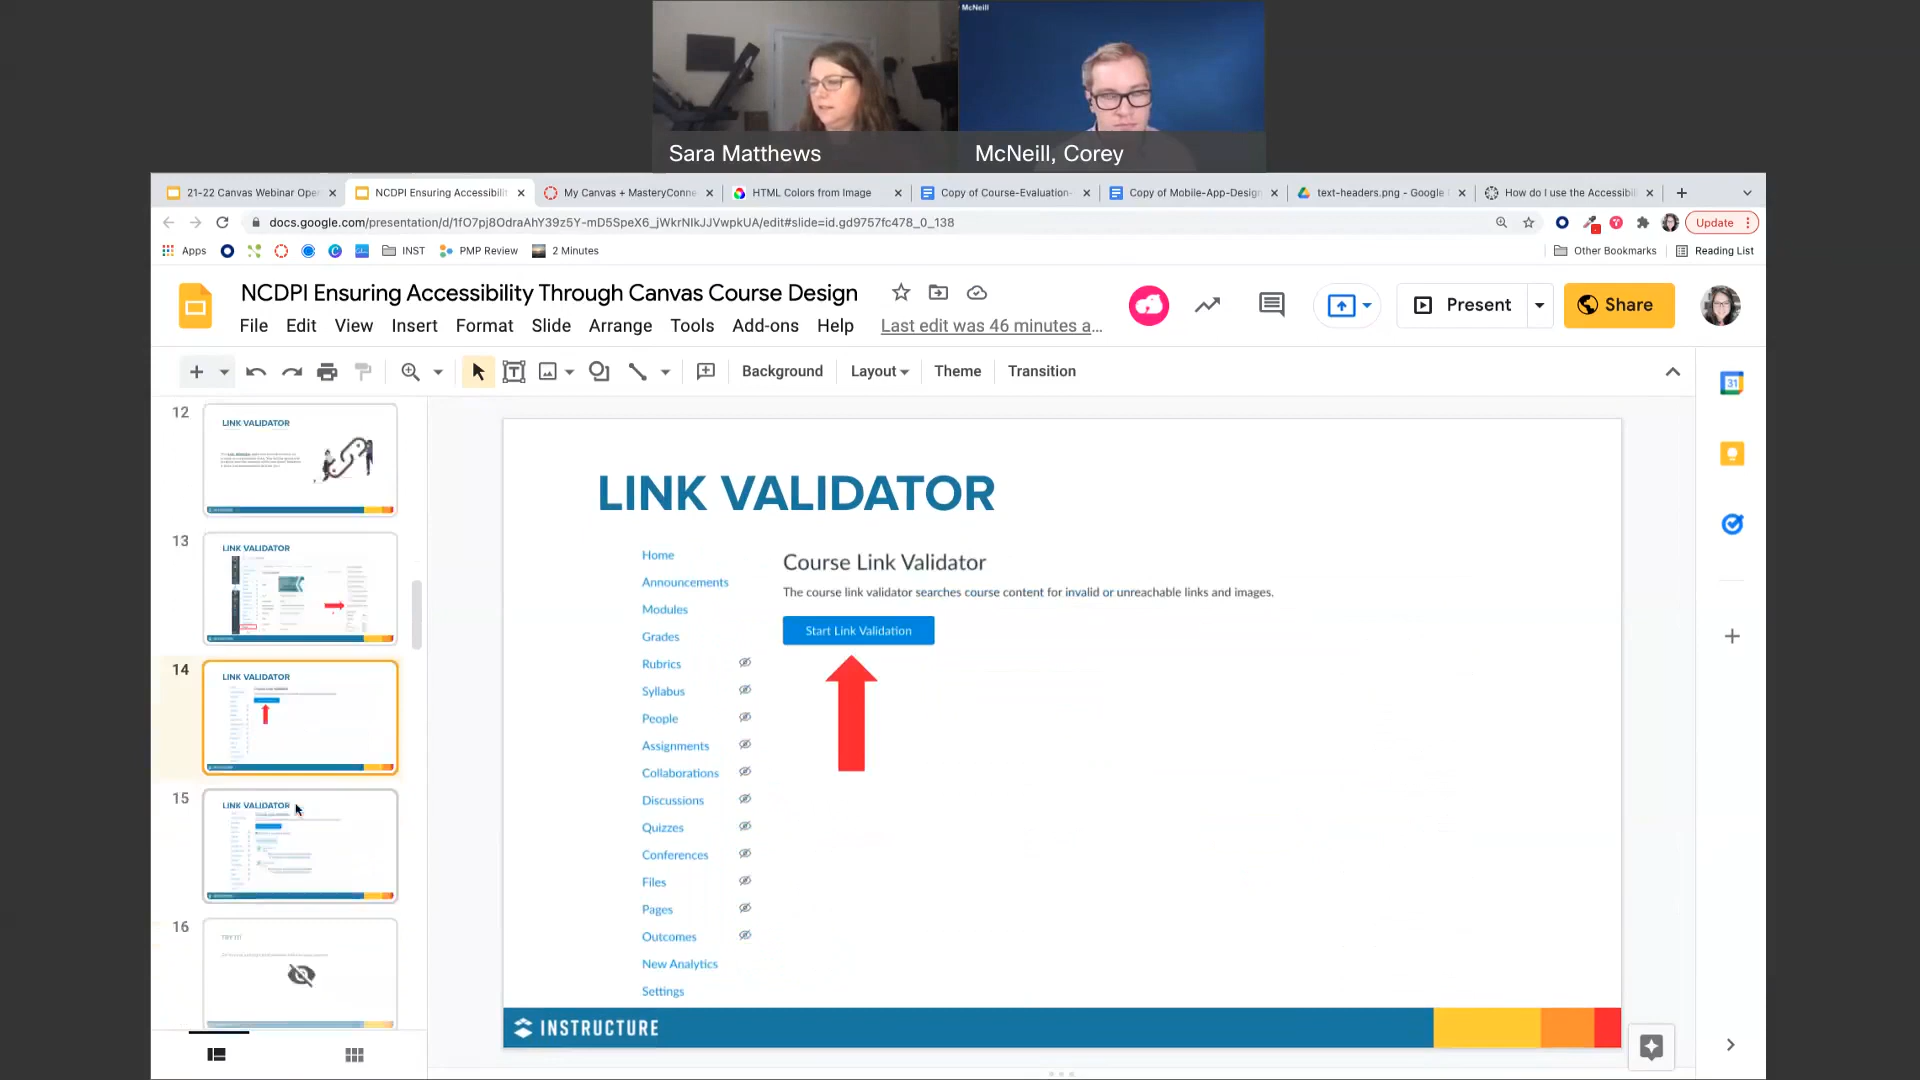 McNeill
Sara Matthews
McNeill, Corey
21-22 Canvas Webinar Ope
NCDPI Ensuring Accessibilit
My Canvas + MasteryConne
HTML Colors from Image
Copy of Course-Evaluation-
Copy of Mobile-App-Design
text-headers.png - Google
How do I use the Accessibi
docs.google.com/presentation/d/1fO7pj8OdraAhY39z5Y-mD5SpeX6_jWkrNIkJJVwpkUA/edit#slide=id.gd9757fc478_0_138
Update
Apps
INST
PMP Review
2 Minutes
Other Bookmarks
Reading List
NCDPI Ensuring Accessibility Through Canvas Course Design
Present
Share
File Edit View Insert Format Slide Arrange Tools Add-ons Help
Last edit was 46 minutes a...
Background
Layout
Theme
Transition
31
12
LINK VALIDATOR
13
LINK VALIDATOR
14
LINK VALIDATOR
15
LINK VALIDATOR
16
TRY IT!
LINK VALIDATOR
Home
Announcements
Modules
Grades
Rubrics
Syllabus
People
Assignments
Collaborations
Discussions
Quizzes
Conferences
Files
Pages
Outcomes
New Analytics
Settings
Course Link Validator
The course link validator searches course content for invalid or unreachable links and images.
Start Link Validation
INSTRUCTURE